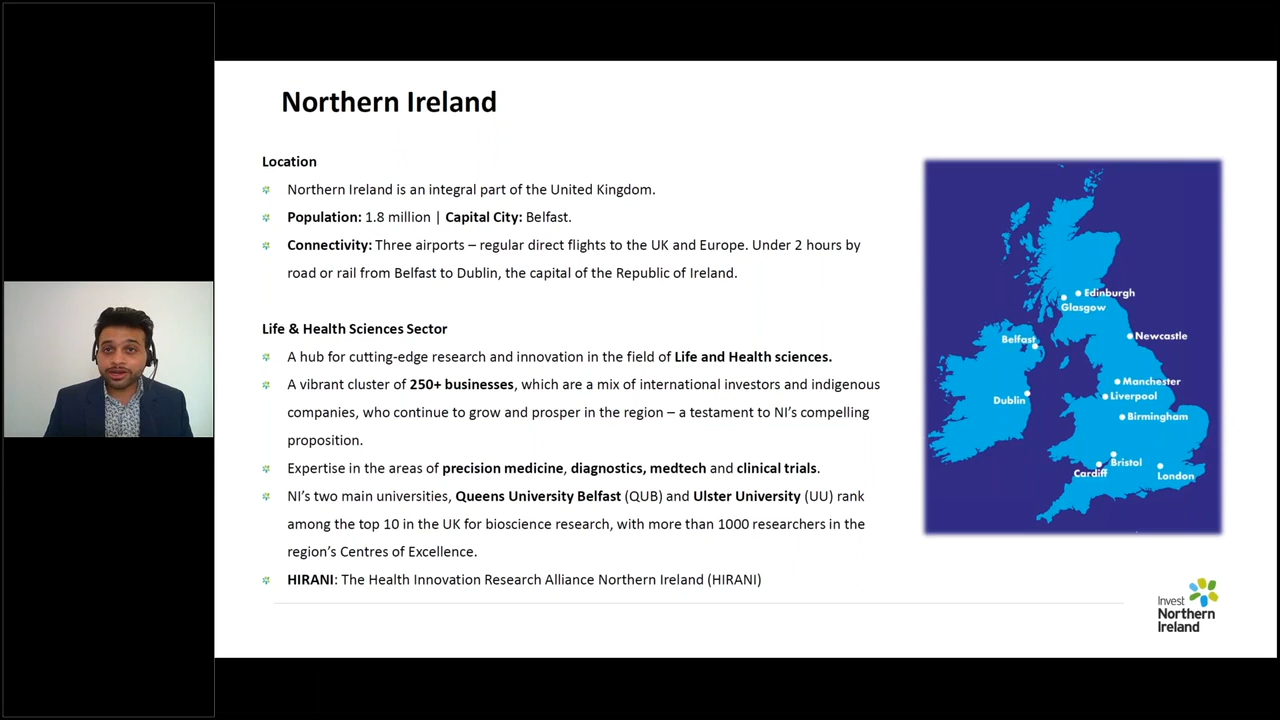 Northern Ireland
Location
Northern Ireland is an integral part of the United Kingdom.
Population: 1.8 million | Capital City: Belfast.
Connectivity: Three airports – regular direct flights to the UK and Europe. Under 2 hours by
road or rail from Belfast to Dublin, the capital of the Republic of Ireland.
Life & Health Sciences Sector
A hub for cutting-edge research and innovation in the field of Life and Health sciences.
A vibrant cluster of 250+ businesses, which are a mix of international investors and indigenous
companies, who continue to grow and prosper in the region – a testament to NI's compelling
proposition.
Expertise in the areas of precision medicine, diagnostics, medtech and clinical trials.
NI's two main universities, Queens University Belfast (QUB) and Ulster University (UU) rank
among the top 10 in the UK for bioscience research, with more than 1000 researchers in the
region's Centres of Excellence.
HIRANI: The Health Innovation Research Alliance Northern Ireland (HIRANI)
Edinburgh
Glasgow
Newcastle
Belfast
Manchester
Liverpool
Dublin
Birmingham
Bristol
Cardiff
London
Invest
Northern
Ireland